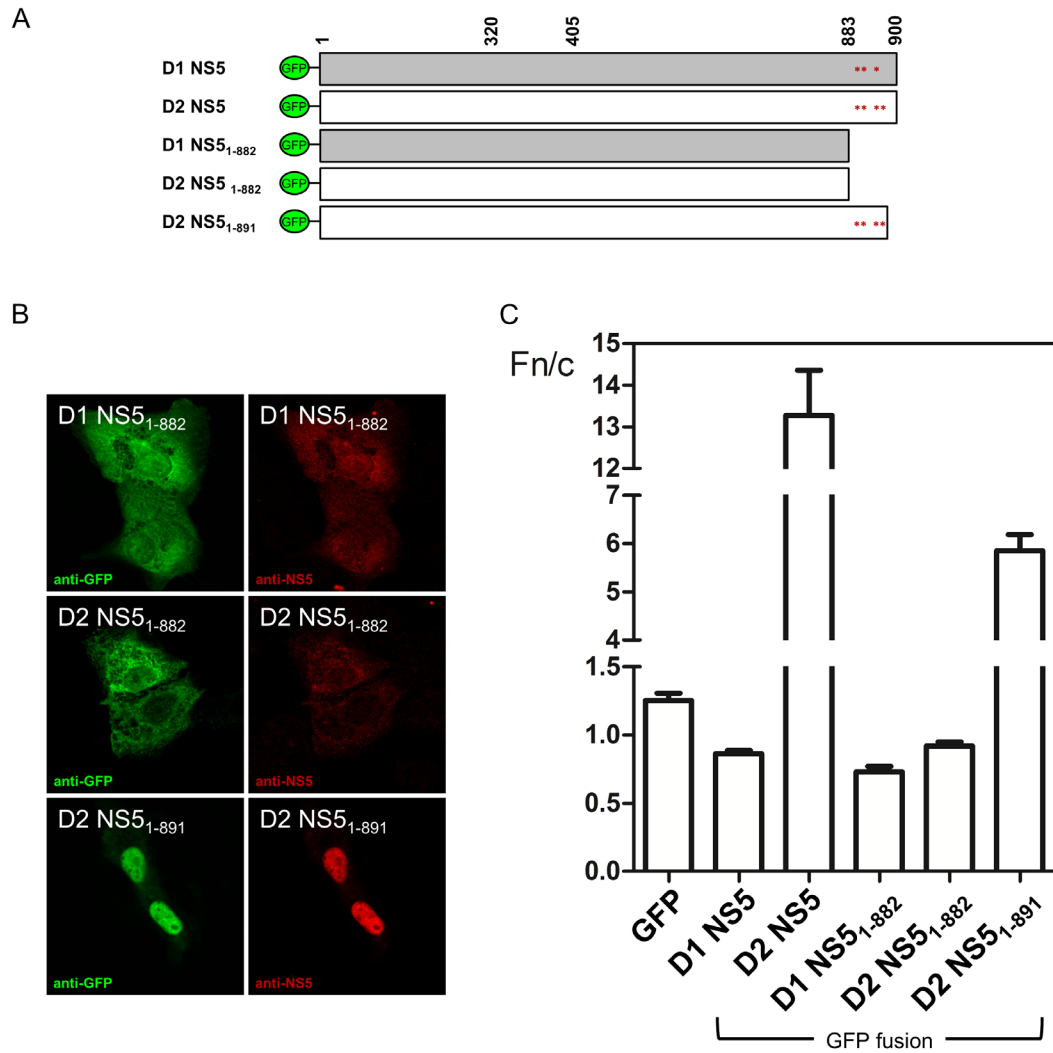 A
1 320 405 883 900
D1 NS5 GFP ** *
D2 NS5 GFP ** **
D1 NS5₁₋₈₈₂ GFP
D2 NS5 ₁₋₈₈₂ GFP
D2 NS5₁₋₈₉₁ GFP ** **
B
D1 NS5₁₋₈₈₂ D1 NS5₁₋₈₈₂
anti-GFP anti-NS5
D2 NS5₁₋₈₈₂ D2 NS5₁₋₈₈₂
anti-GFP anti-NS5
D2 NS5₁₋₈₉₁ D2 NS5₁₋₈₉₁
anti-GFP anti-NS5
C
Fn/c
15
14
13
12
7
6
5
4
1.5
1.0
0.5
0.0
GFP
D1 NS5
D2 NS5
D1 NS5₁₋₈₈₂
D2 NS5₁₋₈₈₂
D2 NS5₁₋₈₉₁
GFP fusion